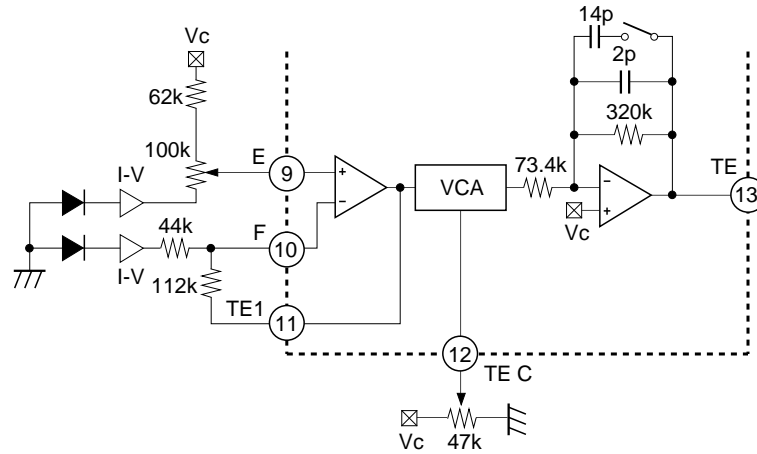 14p
Vc
2p
62k
320k
100k
I-V
E
9
+
−
VCA
73.4k
−
+
Vc
TE
13
44k
I-V
F
10
112k
TE1
11
12
TE C
Vc
47k